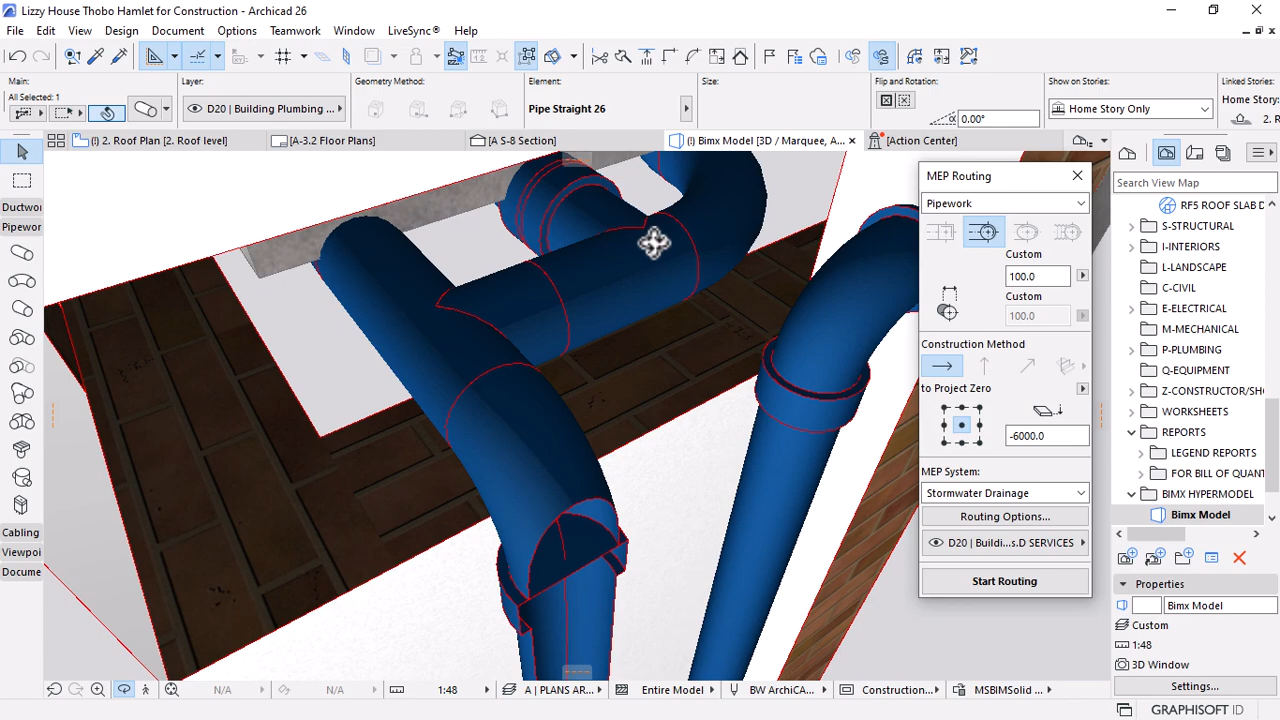 Lizzy House Thobo Hamlet for Construction - Archicad 26
File Edit View Design Document Options Teamwork Window LiveSync® Help
Main: Layer: Geometry Method: Element: Size: Flip and Rotation: Show on Stories: Linked Stories:
All Selected: 1
D20 | Building Plumbing ... Pipe Straight 26 0.00° Home Story Only Home Story:
2. R
(!) 2. Roof Plan [2. Roof level] [A-3.2 Floor Plans] [A S-8 Section] (!) Bimx Model [3D / Marquee, A... [Action Center]
Ductwo
Pipewor
Cabling
Viewpoi
Docume
MEP Routing
Pipework
Custom
100.0
Custom
100.0
Construction Method
to Project Zero
-6000.0
MEP System:
Stormwater Drainage
Routing Options...
D20 | Buildi...s.D SERVICES
Start Routing
Search View Map
RF5 ROOF SLAB D
S-STRUCTURAL
I-INTERIORS
L-LANDSCAPE
C-CIVIL
E-ELECTRICAL
M-MECHANICAL
P-PLUMBING
Q-EQUIPMENT
Z-CONSTRUCTOR/SH
WORKSHEETS
REPORTS
LEGEND REPORTS
FOR BILL OF QUANT
BIMX HYPERMODEL
Bimx Model
Properties
Bimx Model
Custom
1:48
3D Window
Settings...
N/A N/A 1:48 A | PLANS AR... Entire Model BW ArchiCA... Construction... MSBIMSolid ...
GRAPHISOFT ID